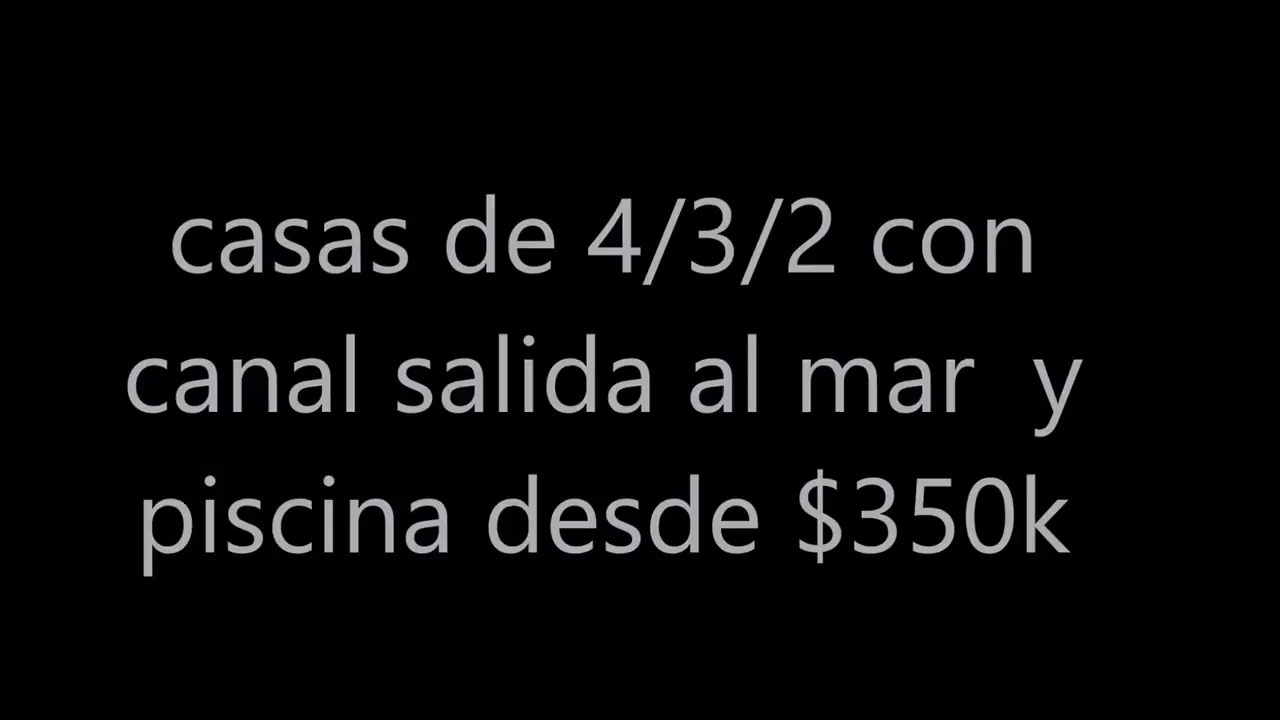 casas de 4/3/2 con
canal salida al mar  y
piscina desde $350k